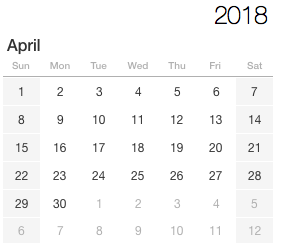 2018
April
Sun Mon Tue Wed Thu Fri Sat
1 2 3 4 5 6 7
8 9 10 11 12 13 14
15 16 17 18 19 20 21
22 23 24 25 26 27 28
29 30 1 2 3 4 5
6 7 8 9 10 11 12